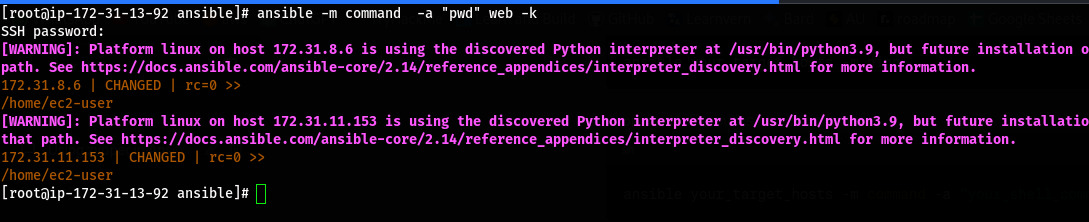 [root@ip-172-31-13-92 ansible]# ansible -m command  -a "pwd" web -k
SSH password:
[WARNING]: Platform linux on host 172.31.8.6 is using the discovered Python interpreter at /usr/bin/python3.9, but future installation o
path. See https://docs.ansible.com/ansible-core/2.14/reference_appendices/interpreter_discovery.html for more information.
172.31.8.6 | CHANGED | rc=0 >>
/home/ec2-user
[WARNING]: Platform linux on host 172.31.11.153 is using the discovered Python interpreter at /usr/bin/python3.9, but future installatio
that path. See https://docs.ansible.com/ansible-core/2.14/reference_appendices/interpreter_discovery.html for more information.
172.31.11.153 | CHANGED | rc=0 >>
/home/ec2-user
[root@ip-172-31-13-92 ansible]#